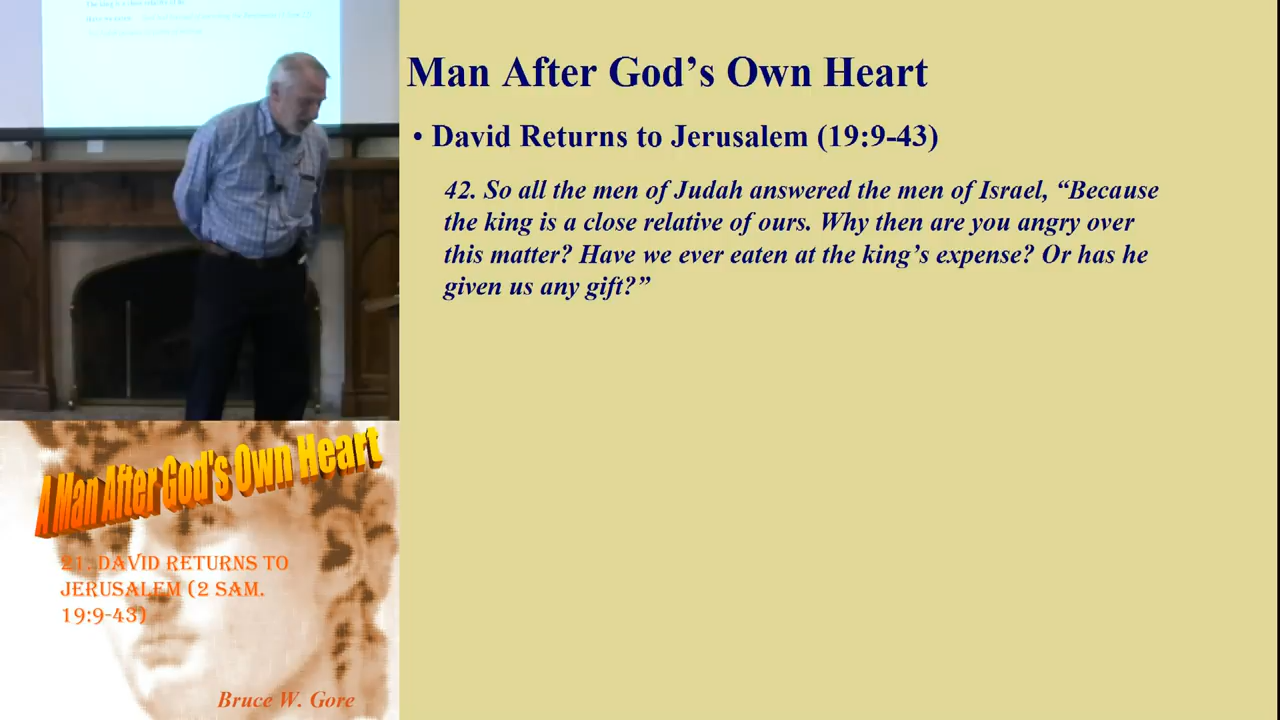 Man After God’s Own Heart
• David Returns to Jerusalem (19:9-43)
42. So all the men of Judah answered the men of Israel, “Because
the king is a close relative of ours. Why then are you angry over
this matter? Have we ever eaten at the king’s expense? Or has he
given us any gift?”
A Man After God's Own Heart
21. DAVID RETURNS TO
JERUSALEM (2 SAM.
19:9-43)
Bruce W. Gore